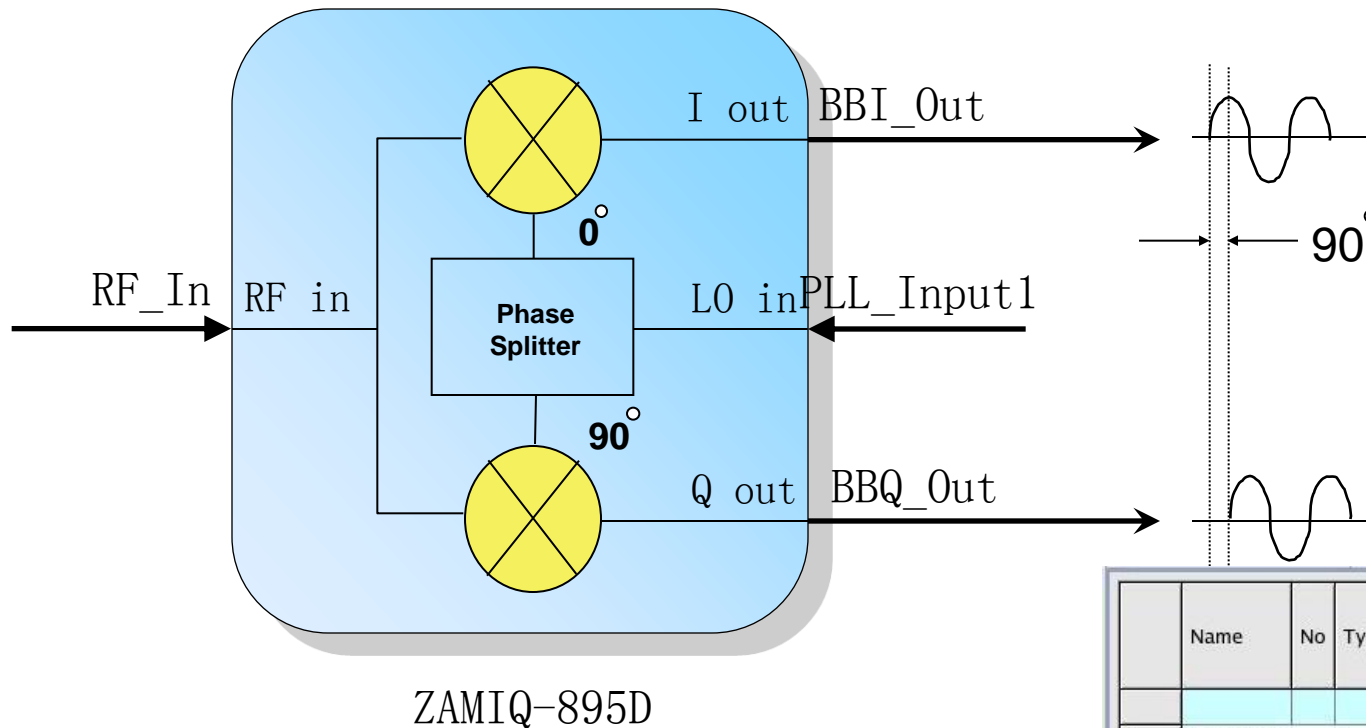 I out BBI_Out
0°
90°
RF_In RF in
LO in PLL_Input1
Phase
Splitter
90°
Q out BBQ_Out
Name No
ZAMIQ-895D